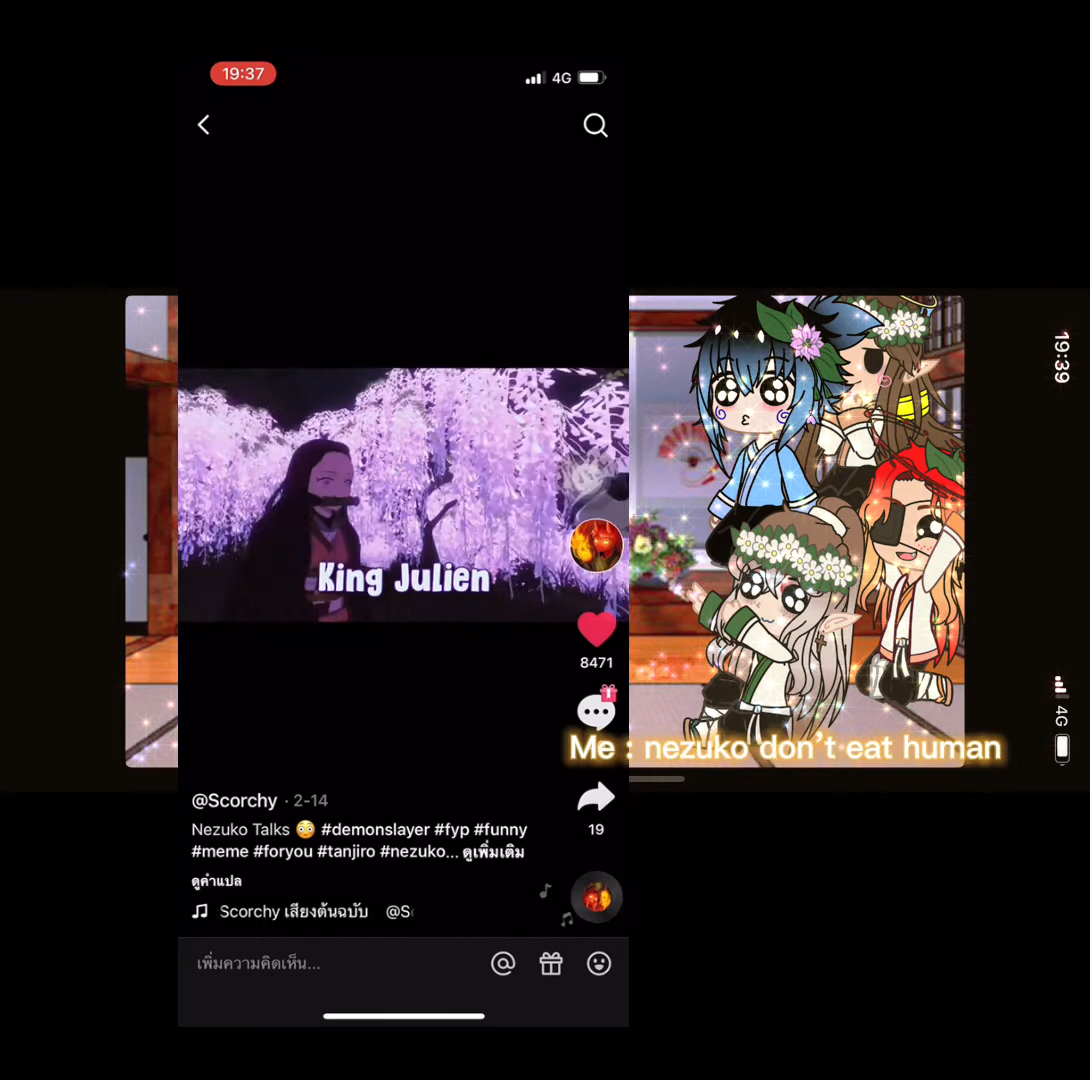 19:37
4G
King Julien
8471
19
@Scorchy · 2-14
Nezuko Talks 😳 #demonslayer #fyp #funny
#meme #foryou #tanjiro #nezuko... ดูเพิ่มเติม
ดูคำแปล
Scorchy เสียงต้นฉบับ @S
เพิ่มความคิดเห็น...
Me : nezuko don't eat human
19:39
4G